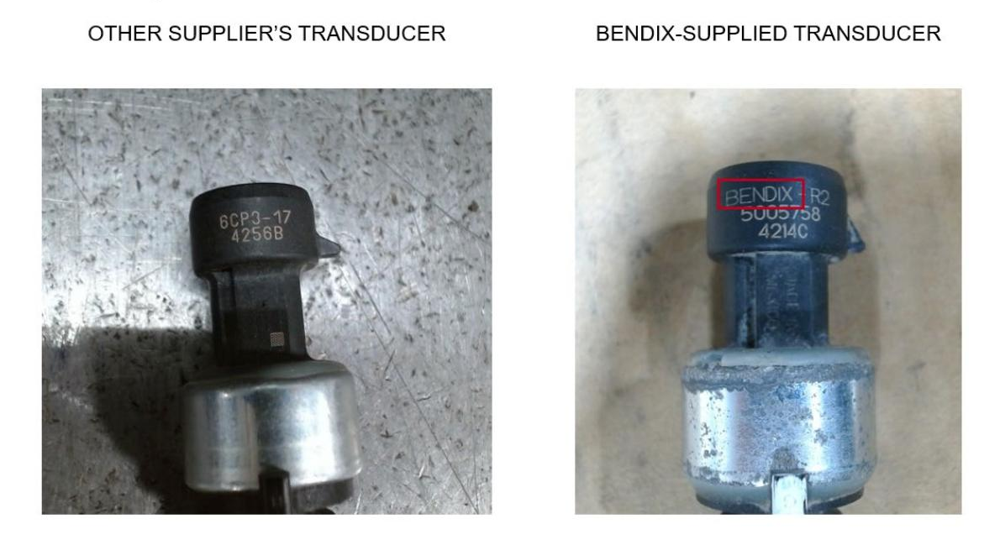 OTHER SUPPLIER'S TRANSDUCER
BENDIX-SUPPLIED TRANSDUCER
6CP3-17
4256B
BENDIX-R2
5005758
4214C